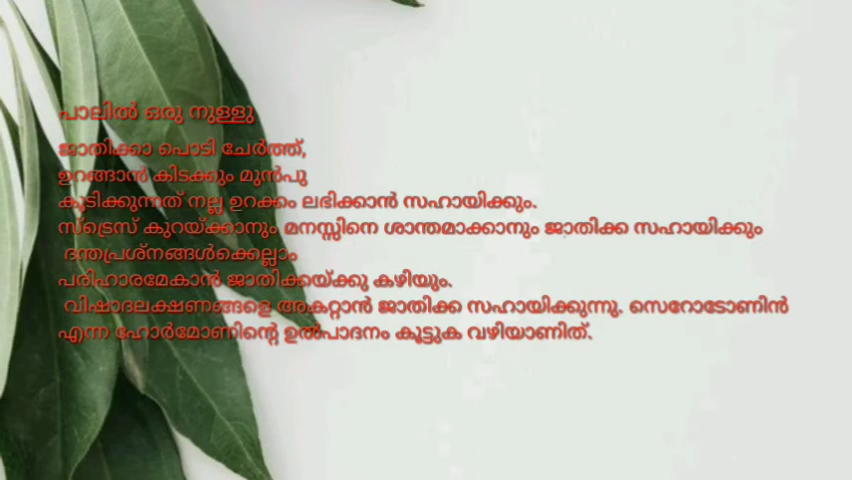 പാലിൽ ഒരു നുള്ളു
ജാതിക്കാ പൊടി ചേർത്ത്,
ഉറങ്ങാൻ കിടക്കും മുൻപു
കുടിക്കുന്നത് നല്ല ഉറക്കം ലഭിക്കാൻ സഹായിക്കും.
സ്ട്രെസ് കുറയ്ക്കാനും മനസ്സിനെ ശാന്തമാക്കാനും ജാതിക്ക സഹായിക്കും
ദന്തപ്രശ്നങ്ങൾക്കെല്ലാം
പരിഹാരമേകാൻ ജാതിക്കയ്ക്കു കഴിയും.
വിഷാദലക്ഷണങ്ങളെ അകറ്റാൻ ജാതിക്ക സഹായിക്കുന്നു. സെറോടോണിൻ
എന്ന ഹോർമോണിന്റെ ഉൽപാദനം കൂട്ടുക വഴിയാണിത്.